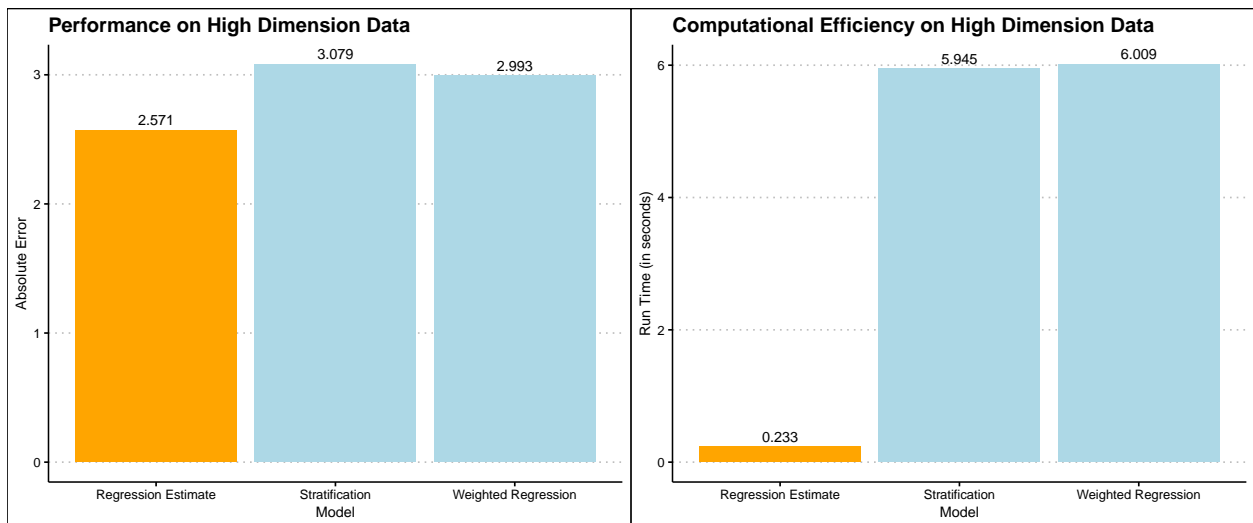 Performance on High Dimension Data
3.079
2.993
2.571
3
2
1
0
Absolute Error
Regression Estimate
Stratification
Weighted Regression
Model
Computational Efficiency on High Dimension Data
5.945
6.009
0.233
6
4
2
0
Run Time (in seconds)
Regression Estimate
Stratification
Weighted Regression
Model